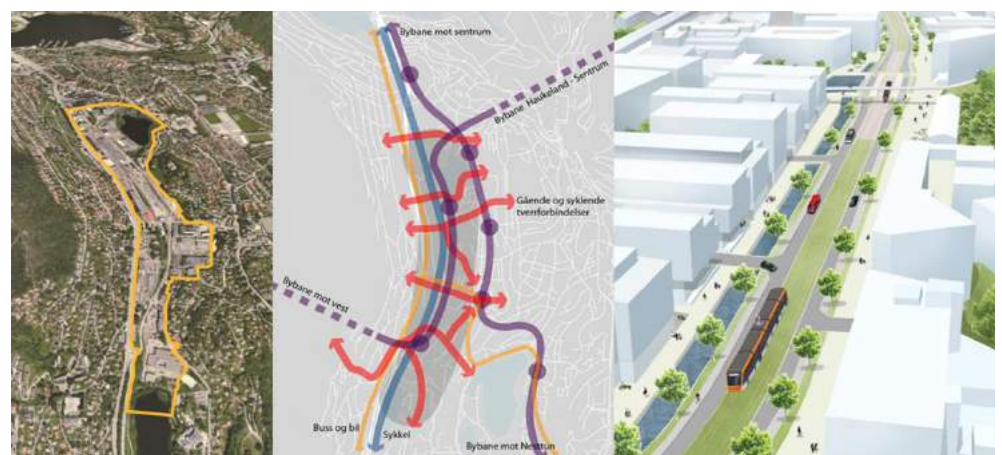 Bybane mot sentrum
Bybane Haukeland - Sentrum
Gående og syklende
tverrforbindelser
Bybane mot vest
Buss og bil
Sykkel
Bybane mot Nesttun